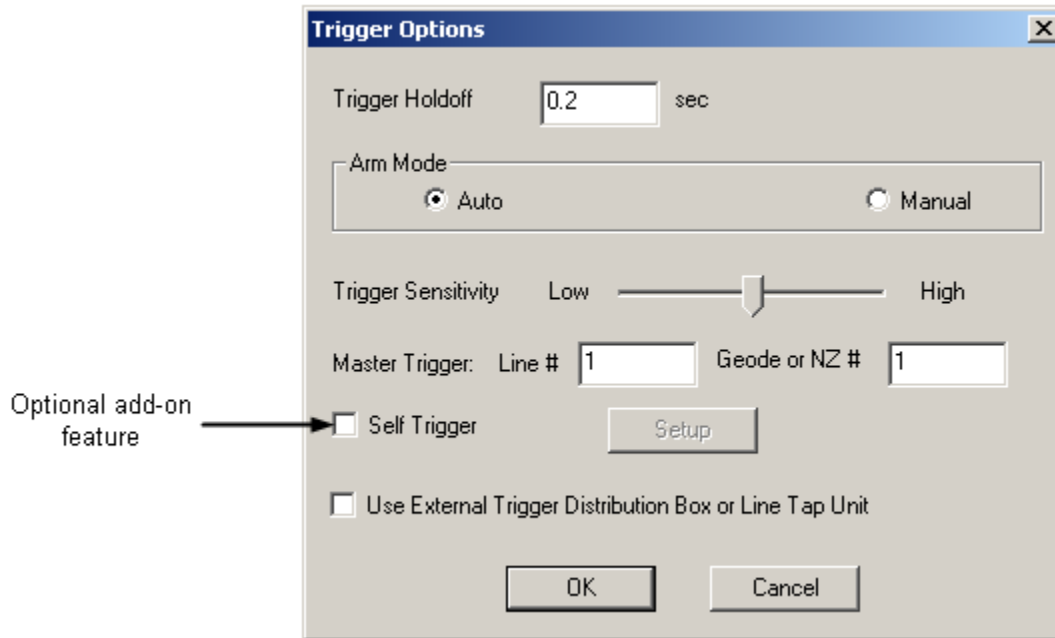 Trigger Options
Trigger Holdoff 0.2 sec
Arm Mode
Auto Manual
Trigger Sensitivity Low High
Master Trigger: Line # 1 Geode or NZ # 1
Optional add-on
feature
Self Trigger Setup
Use External Trigger Distribution Box or Line Tap Unit
OK Cancel